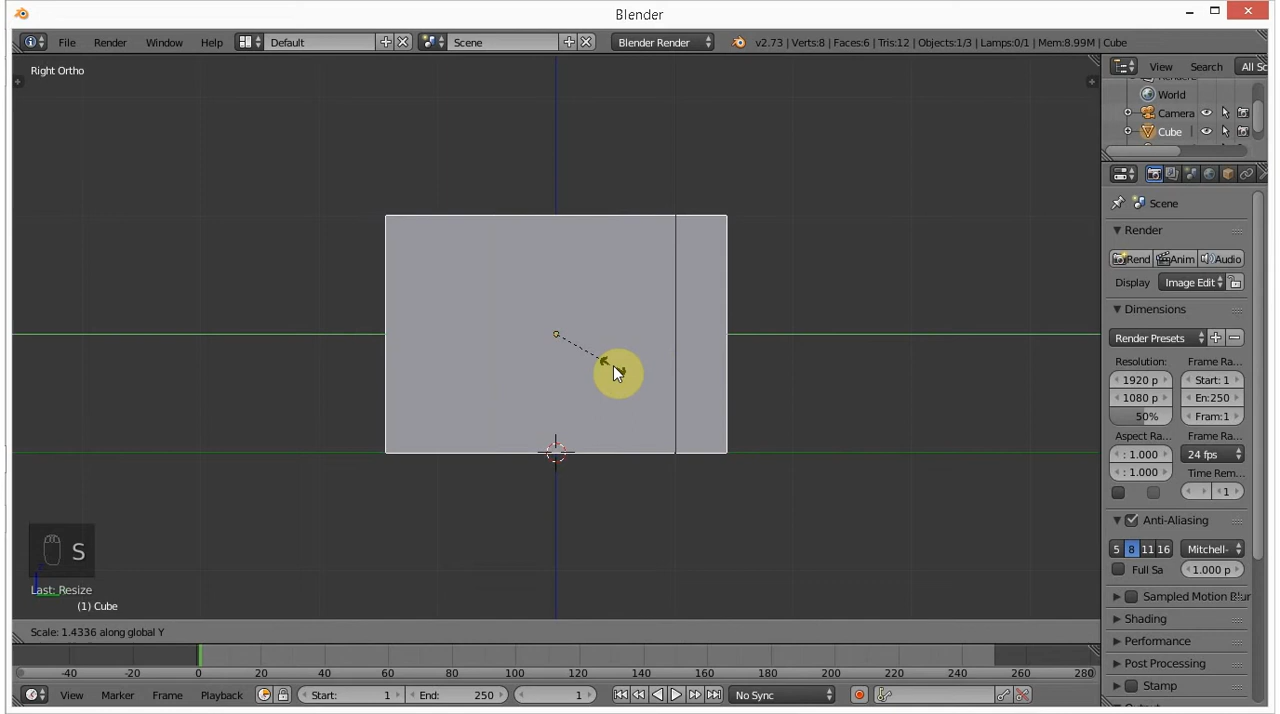 Blender
File Render Window Help Default Scene Blender Render v2.73 | Verts:8 | Faces:6 | Tris:12 | Objects:1/3 | Lamps:0/1 | Mem:8.99M | Cube
Right Ortho
View Search All Sc
World
Camera
Cube
Scene
Render
Rend Anim Audio
Display Image Edit
Dimensions
Render Presets
Resolution: Frame Ra...
1920 p Start: 1
1080 p En:250
50% Fram:1
Aspect Ra... Frame Ra...
: 1.000 24 fps
: 1.000 Time Rem...
1
Anti-Aliasing
5 8 11 16 Mitchell-
Full Sa 1.000 p
Sampled Motion Blur
Shading
Performance
Post Processing
Stamp
S
Last: Resize
(1) Cube
Scale: 1.4336 along global Y
-40 -20 0 20 40 60 80 100 120 140 160 180 200 220 240 260 280
View Marker Frame Playback Start: 1 End: 250 1 No Sync